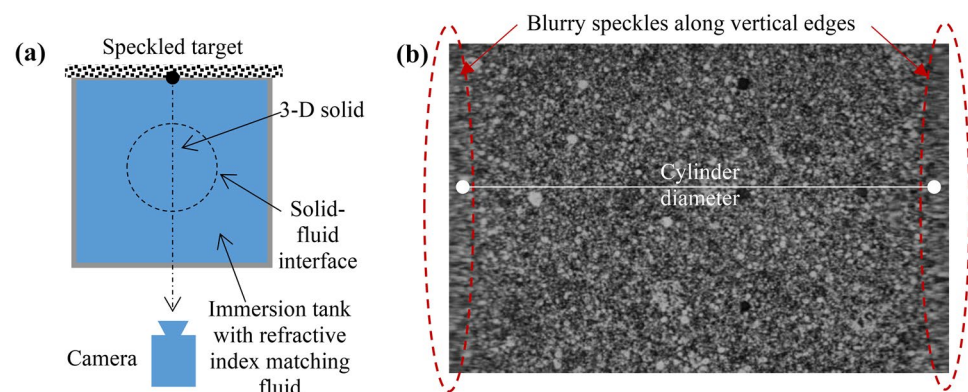 (a)
Speckled target
3-D solid
Solid-
fluid
interface
Immersion tank
with refractive
index matching
fluid
Camera
Blurry speckles along vertical edges
(b)
Cylinder
diameter